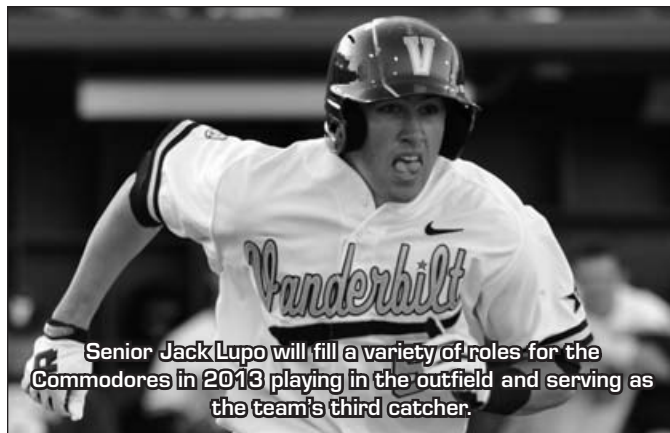 V
Vanderbilt
Senior Jack Lupo will fill a variety of roles for the
Commodores in 2013 playing in the outfield and serving as
the team's third catcher.